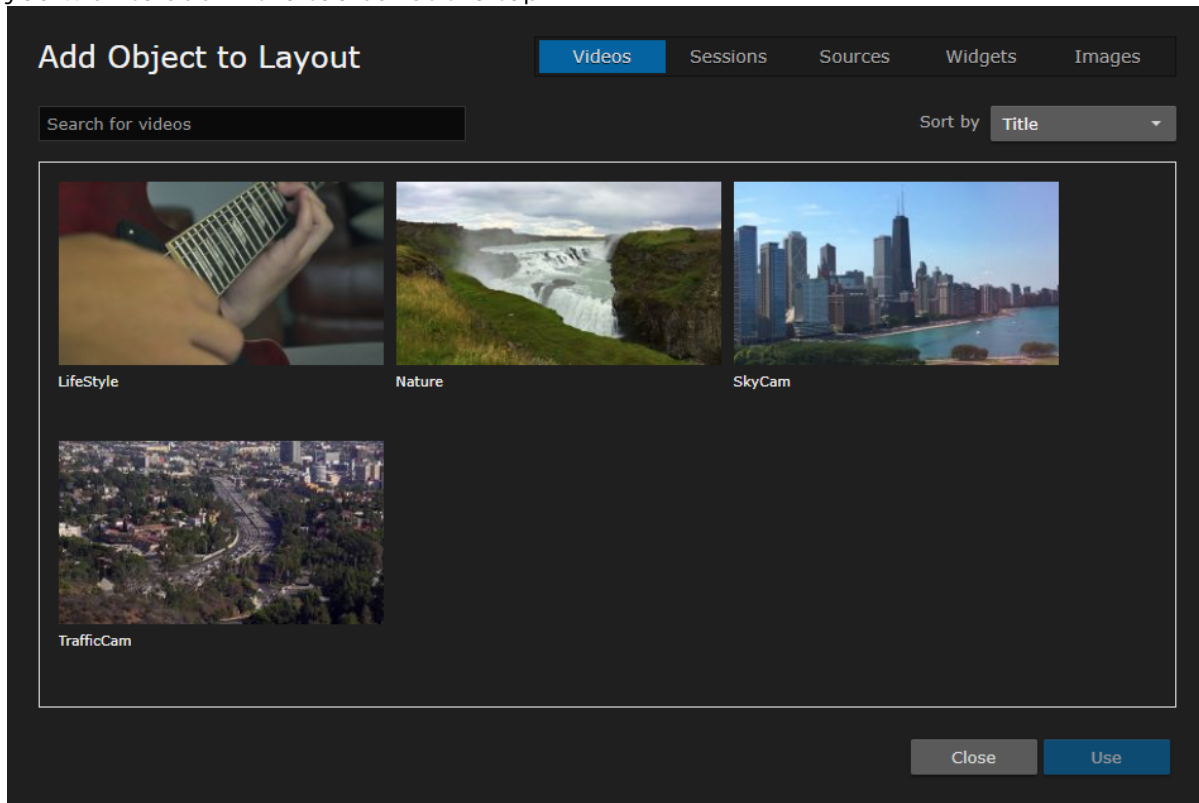 Add Object to Layout
Videos Sessions Sources Widgets Images
Search for videos
Sort by Title
LifeStyle Nature SkyCam
TrafficCam
Close Use